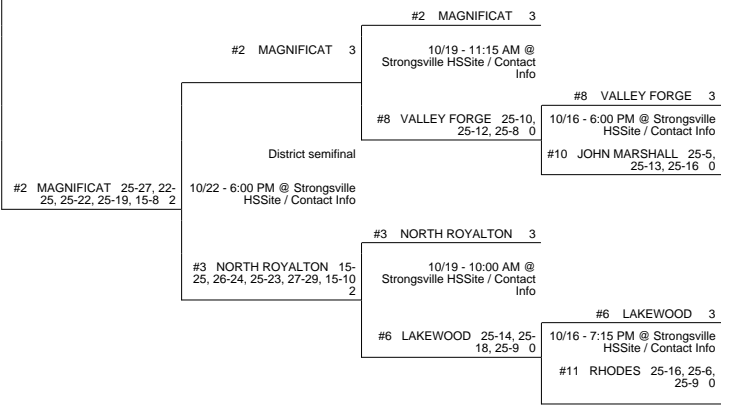 #2 MAGNIFICAT 3
#2 MAGNIFICAT 3
10/19 - 11:15 AM @
Strongsville HSSite / Contact
Info
#8 VALLEY FORGE 3
#8 VALLEY FORGE 25-10,
25-12, 25-8 0
10/16 - 6:00 PM @ Strongsville
HSSite / Contact Info
District semifinal
#10 JOHN MARSHALL 25-5,
25-13, 25-16 0
#2 MAGNIFICAT 25-27, 22-
25, 25-22, 25-19, 15-8 2
10/22 - 6:00 PM @ Strongsville
HSSite / Contact Info
#3 NORTH ROYALTON 3
#3 NORTH ROYALTON 15-
25, 26-24, 25-23, 27-29, 15-10
2
10/19 - 10:00 AM @
Strongsville HSSite / Contact
Info
#6 LAKEWOOD 3
#6 LAKEWOOD 25-14, 25-
18, 25-9 0
10/16 - 7:15 PM @ Strongsville
HSSite / Contact Info
#11 RHODES 25-16, 25-6,
25-9 0